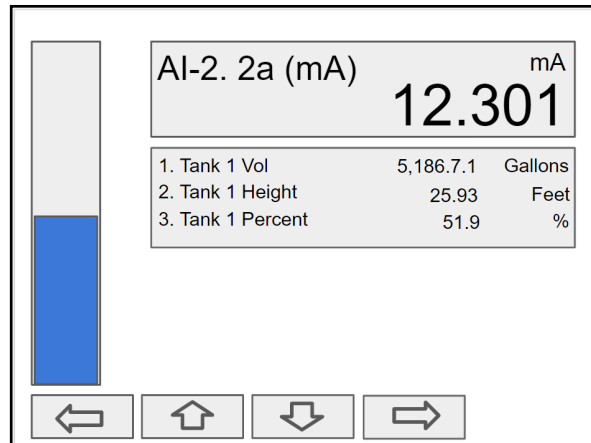 AI-2. 2a (mA) mA
12.301
1. Tank 1 Vol 5,186.7.1 Gallons
2. Tank 1 Height 25.93 Feet
3. Tank 1 Percent 51.9 %